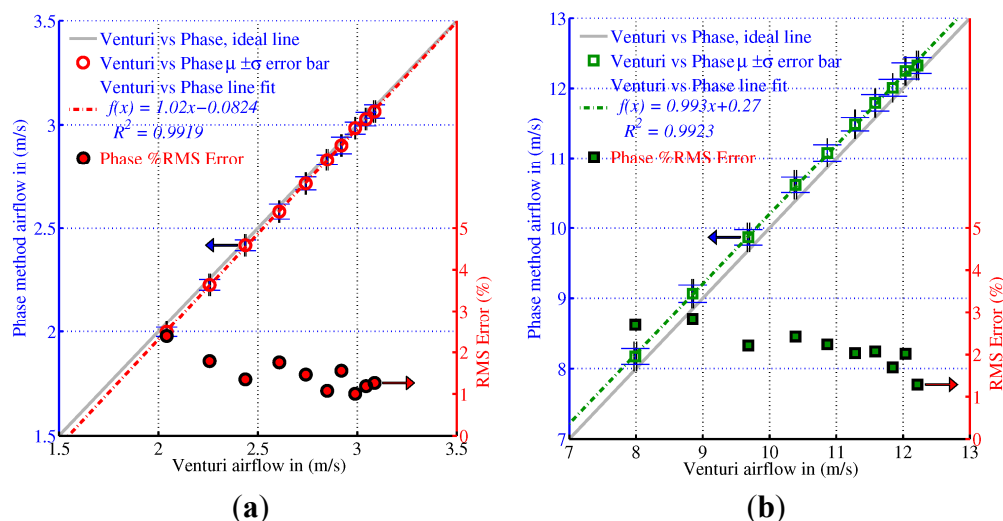 3.5
Venturi vs Phase, ideal line
Venturi vs Phase μ ±σ error bar
Venturi vs Phase line fit
f(x) = 1.02x−0.0824
R² = 0.9919
Phase %RMS Error
3
2.5
2
1.5
Phase method airflow in (m/s)
5
4
3
2
1
0
RMS Error (%)
1.5 2 2.5 3 3.5
Venturi airflow in (m/s)
(a)
13
Venturi vs Phase, ideal line
Venturi vs Phase μ ±σ error bar
Venturi vs Phase line fit
f(x) = 0.993x+0.27
R² = 0.9923
Phase %RMS Error
12
11
10
9
8
7
Phase method airflow in (m/s)
5
4
3
2
1
0
RMS Error (%)
7 8 9 10 11 12 13
Venturi airflow in (m/s)
(b)